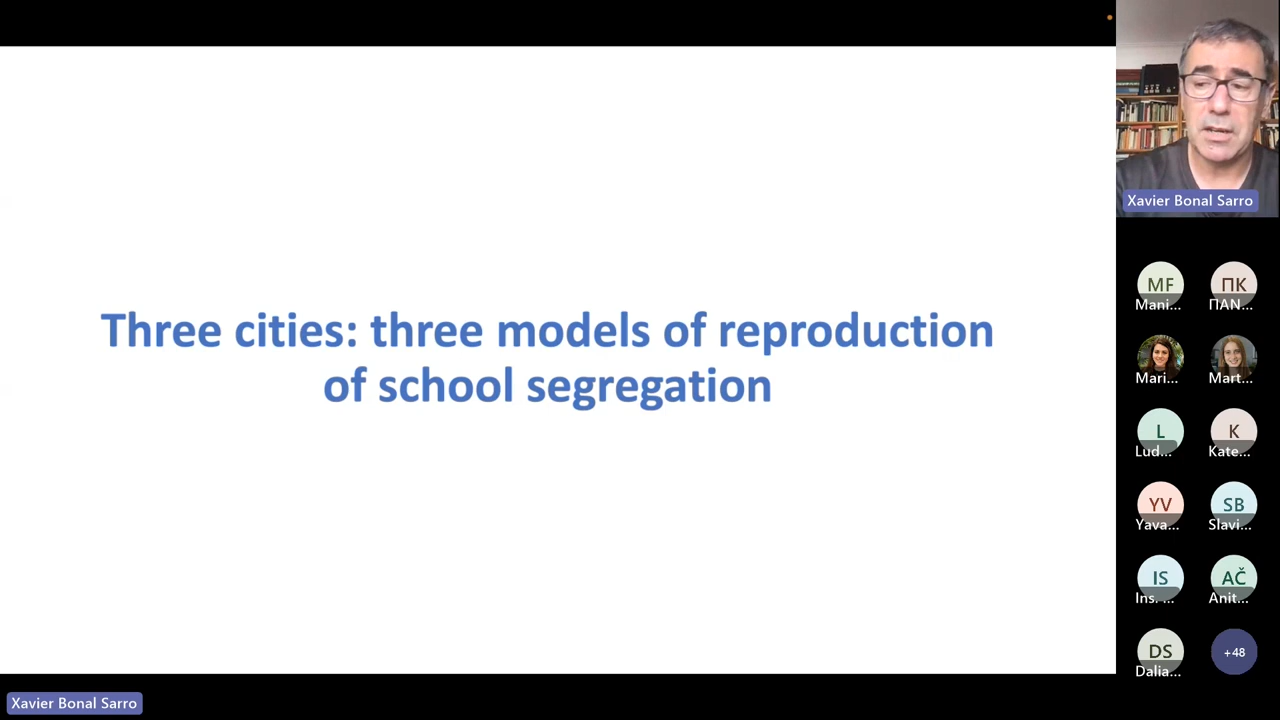 Three cities: three models of reproduction
of school segregation
Xavier Bonal Sarro
MF
Mani...
ПК
ΠΑΝ...
Mari...
Mart...
L
Lud...
K
Kate...
YV
Yava...
SB
Slavi...
IS
Ins. ...
AČ
Anit...
DS
Dalia...
+48
Xavier Bonal Sarro